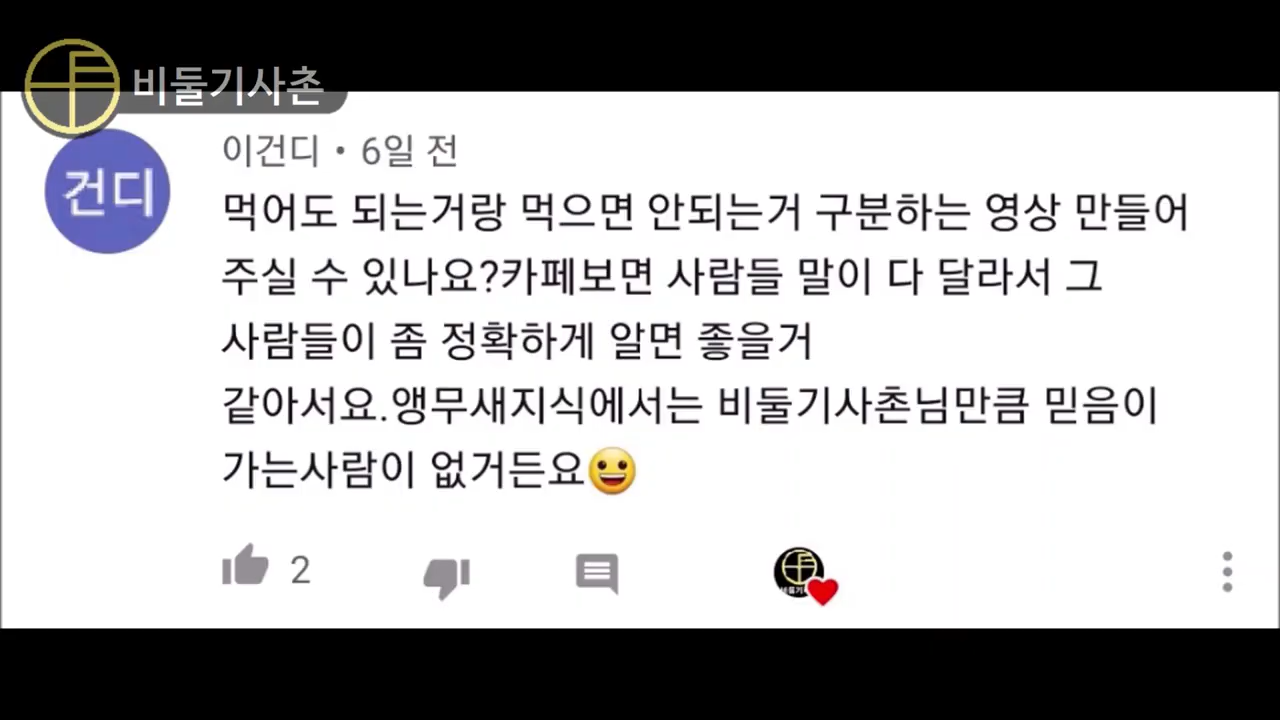 비둘기사촌
건디
이건디 • 6일 전
먹어도 되는거랑 먹으면 안되는거 구분하는 영상 만들어
주실 수 있나요?카페보면 사람들 말이 다 달라서 그
사람들이 좀 정확하게 알면 좋을거
같아서요.앵무새지식에서는 비둘기사촌님만큼 믿음이
가는사람이 없거든요😀
2